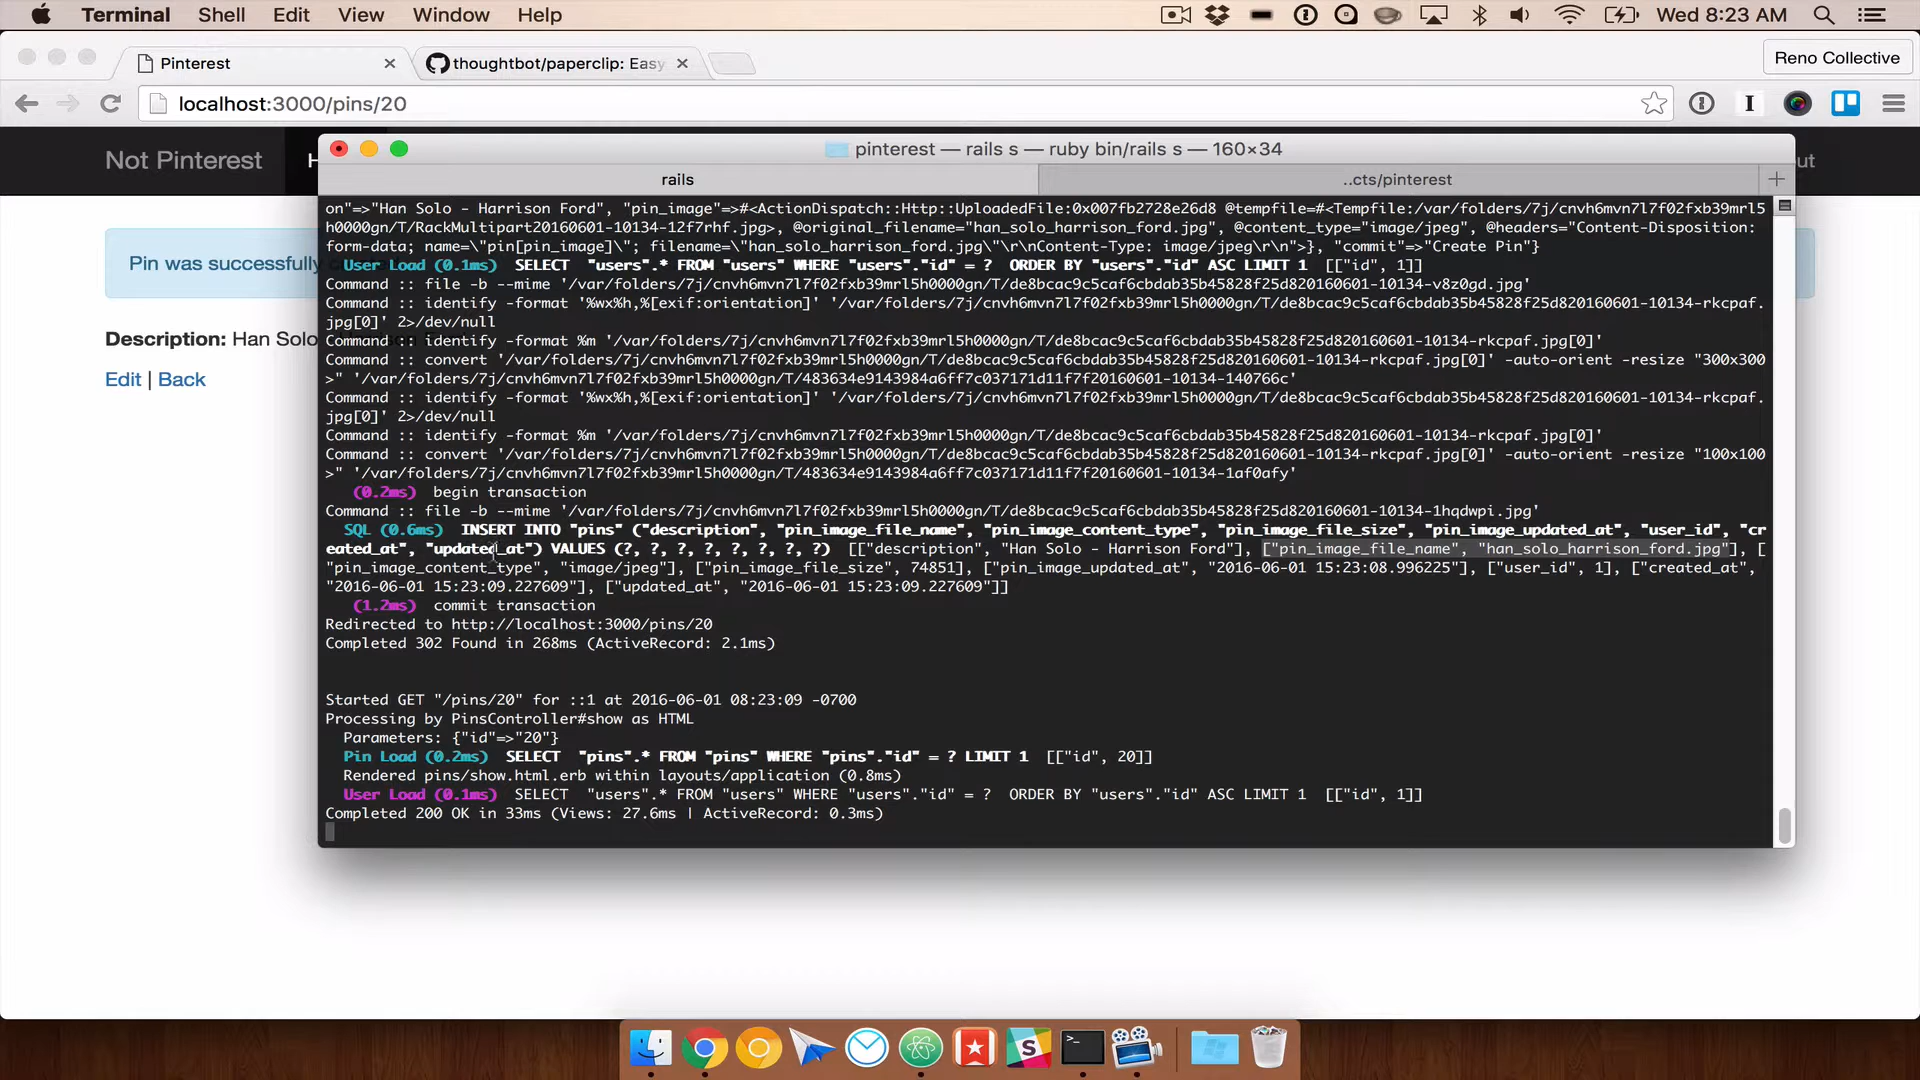 Terminal Shell Edit View Window Help Wed 8:23 AM
Pinterest thoughtbot/paperclip: Easy Reno Collective
localhost:3000/pins/20
Not Pinterest H ut
pinterest — rails s — ruby bin/rails s — 160×34
rails ..cts/pinterest
on"=>"Han Solo - Harrison Ford", "pin_image"=>#<ActionDispatch::Http::UploadedFile:0x007fb2728e26d8 @tempfile=#<Tempfile:/var/folders/7j/cnvh6mvn7l7f02fxb39mrl5
h0000gn/T/RackMultipart20160601-10134-12f7rhf.jpg>, @original_filename="han_solo_harrison_ford.jpg", @content_type="image/jpeg", @headers="Content-Disposition:
form-data; name=\"pin[pin_image]\"; filename=\"han_solo_harrison_ford.jpg\"\r\nContent-Type: image/jpeg\r\n">}, "commit"=>"Create Pin"}
Pin was successfully
User Load (0.1ms) SELECT "users".* FROM "users" WHERE "users"."id" = ? ORDER BY "users"."id" ASC LIMIT 1 [["id", 1]]
Command :: file -b --mime '/var/folders/7j/cnvh6mvn7l7f02fxb39mrl5h0000gn/T/de8bcac9c5caf6cbdab35b45828f25d820160601-10134-v8z0gd.jpg'
Command :: identify -format '%wx%h,%[exif:orientation]' '/var/folders/7j/cnvh6mvn7l7f02fxb39mrl5h0000gn/T/de8bcac9c5caf6cbdab35b45828f25d820160601-10134-rkcpaf.
jpg[0]' 2>/dev/null
Description: Han Solo
Command :: identify -format %m '/var/folders/7j/cnvh6mvn7l7f02fxb39mrl5h0000gn/T/de8bcac9c5caf6cbdab35b45828f25d820160601-10134-rkcpaf.jpg[0]'
Command :: convert '/var/folders/7j/cnvh6mvn7l7f02fxb39mrl5h0000gn/T/de8bcac9c5caf6cbdab35b45828f25d820160601-10134-rkcpaf.jpg[0]' -auto-orient -resize "300x300
Edit | Back
>" '/var/folders/7j/cnvh6mvn7l7f02fxb39mrl5h0000gn/T/483634e9143984a6ff7c037171d11f7f20160601-10134-140766c'
Command :: identify -format '%wx%h,%[exif:orientation]' '/var/folders/7j/cnvh6mvn7l7f02fxb39mrl5h0000gn/T/de8bcac9c5caf6cbdab35b45828f25d820160601-10134-rkcpaf.
jpg[0]' 2>/dev/null
Command :: identify -format %m '/var/folders/7j/cnvh6mvn7l7f02fxb39mrl5h0000gn/T/de8bcac9c5caf6cbdab35b45828f25d820160601-10134-rkcpaf.jpg[0]'
Command :: convert '/var/folders/7j/cnvh6mvn7l7f02fxb39mrl5h0000gn/T/de8bcac9c5caf6cbdab35b45828f25d820160601-10134-rkcpaf.jpg[0]' -auto-orient -resize "100x100
>" '/var/folders/7j/cnvh6mvn7l7f02fxb39mrl5h0000gn/T/483634e9143984a6ff7c037171d11f7f20160601-10134-1af0afy'
(0.2ms) begin transaction
Command :: file -b --mime '/var/folders/7j/cnvh6mvn7l7f02fxb39mrl5h0000gn/T/de8bcac9c5caf6cbdab35b45828f25d820160601-10134-1hqdwpi.jpg'
SQL (0.6ms) INSERT INTO "pins" ("description", "pin_image_file_name", "pin_image_content_type", "pin_image_file_size", "pin_image_updated_at", "user_id", "cr
eated_at", "updated_at") VALUES (?, ?, ?, ?, ?, ?, ?, ?) [["description", "Han Solo - Harrison Ford"], ["pin_image_file_name", "han_solo_harrison_ford.jpg"], [
"pin_image_content_type", "image/jpeg"], ["pin_image_file_size", 74851], ["pin_image_updated_at", "2016-06-01 15:23:08.996225"], ["user_id", 1], ["created_at",
"2016-06-01 15:23:09.227609"], ["updated_at", "2016-06-01 15:23:09.227609"]]
(1.2ms) commit transaction
Redirected to http://localhost:3000/pins/20
Completed 302 Found in 268ms (ActiveRecord: 2.1ms)
Started GET "/pins/20" for ::1 at 2016-06-01 08:23:09 -0700
Processing by PinsController#show as HTML
Parameters: {"id"=>"20"}
Pin Load (0.2ms) SELECT "pins".* FROM "pins" WHERE "pins"."id" = ? LIMIT 1 [["id", 20]]
Rendered pins/show.html.erb within layouts/application (0.8ms)
User Load (0.1ms) SELECT "users".* FROM "users" WHERE "users"."id" = ? ORDER BY "users"."id" ASC LIMIT 1 [["id", 1]]
Completed 200 OK in 33ms (Views: 27.6ms | ActiveRecord: 0.3ms)